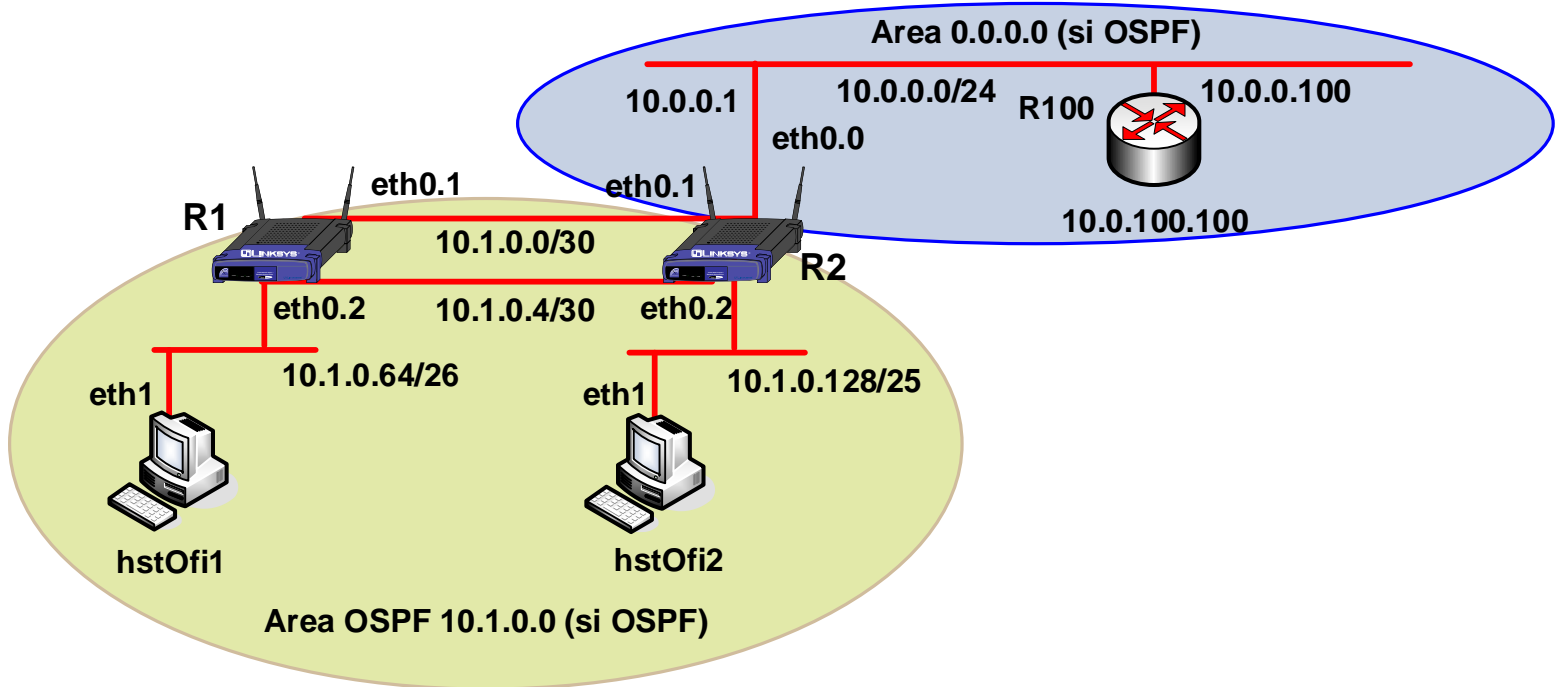 Area 0.0.0.0 (si OSPF)
10.0.0.1
10.0.0.0/24
R100
10.0.0.100
eth0.0
10.0.100.100
R1
eth0.1
eth0.1
10.1.0.0/30
LINKSYS
LINKSYS
R2
eth0.2
10.1.0.4/30
eth0.2
10.1.0.64/26
10.1.0.128/25
eth1
eth1
hstOfi1
hstOfi2
Area OSPF 10.1.0.0 (si OSPF)